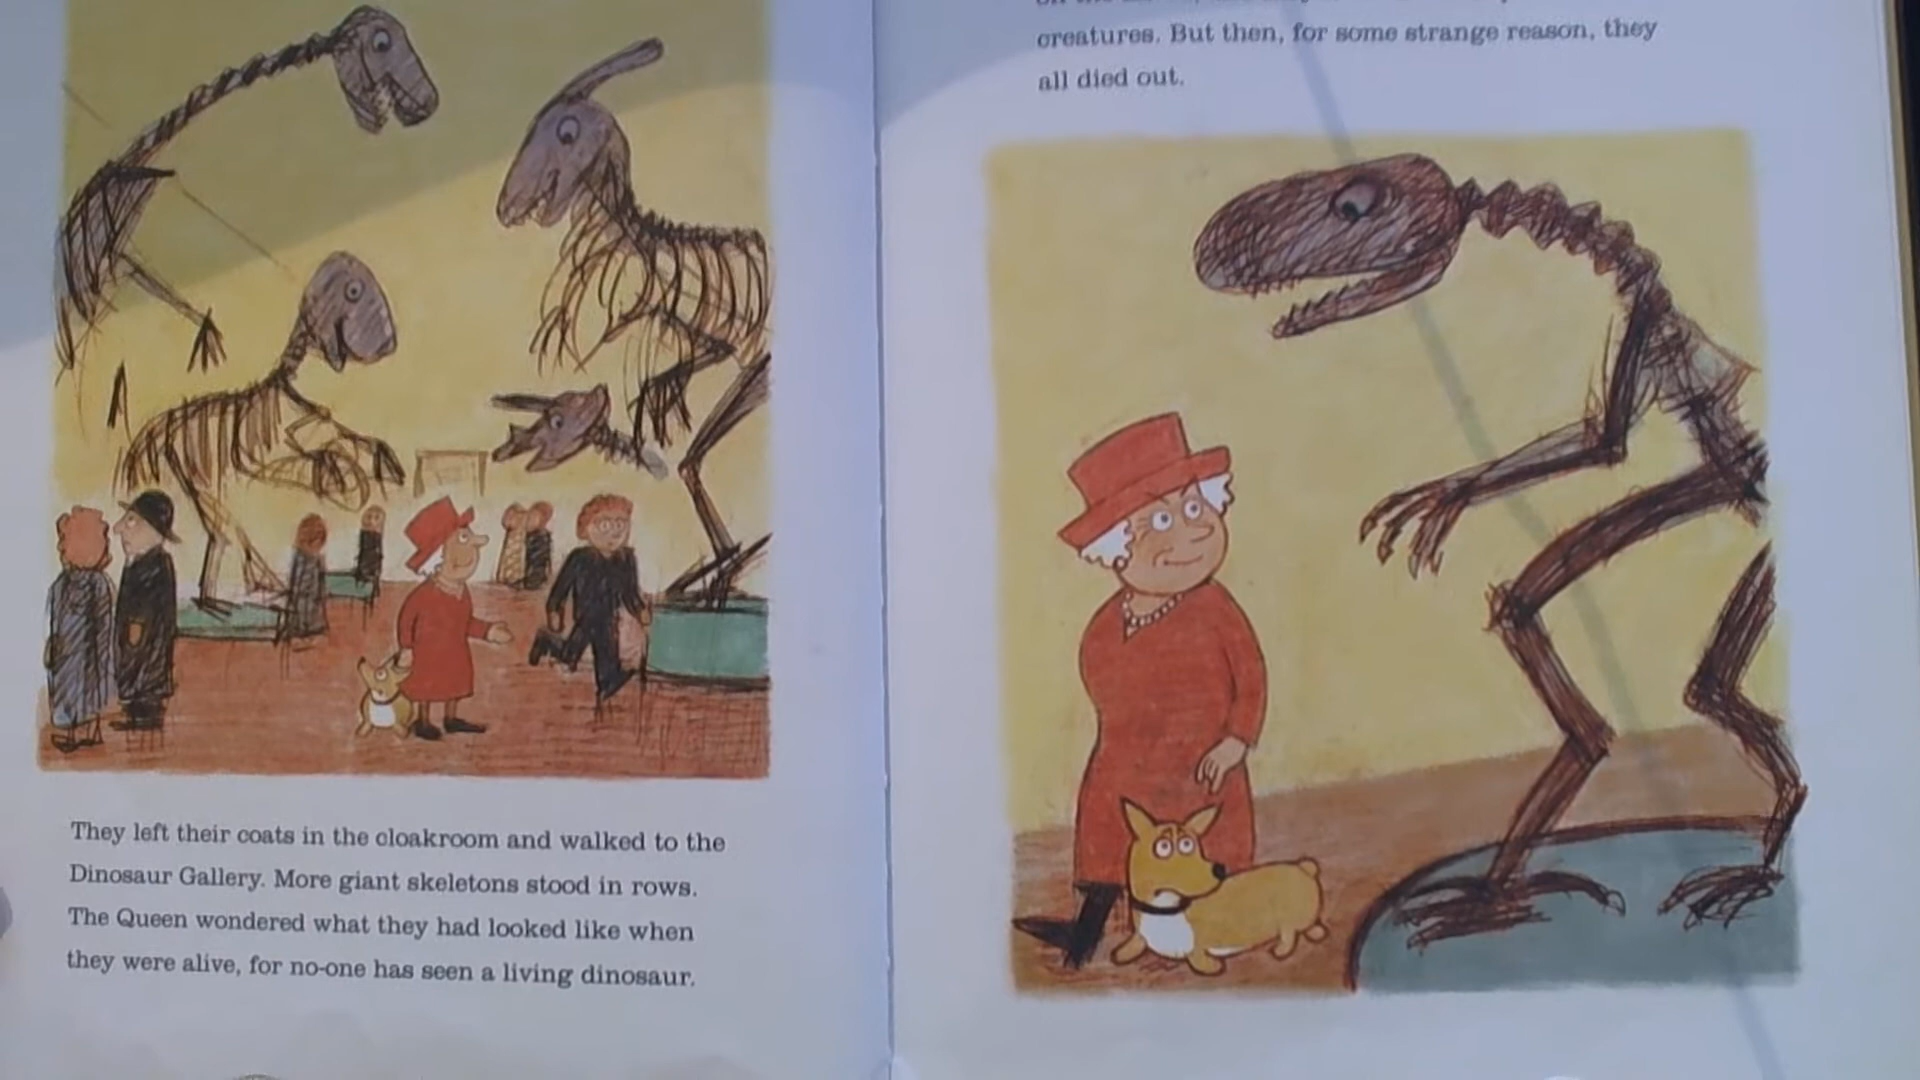 They left their coats in the cloakroom and walked to the
Dinosaur Gallery. More giant skeletons stood in rows.
The Queen wondered what they had looked like when
they were alive, for no-one has seen a living dinosaur.
creatures. But then, for some strange reason, they
all died out.